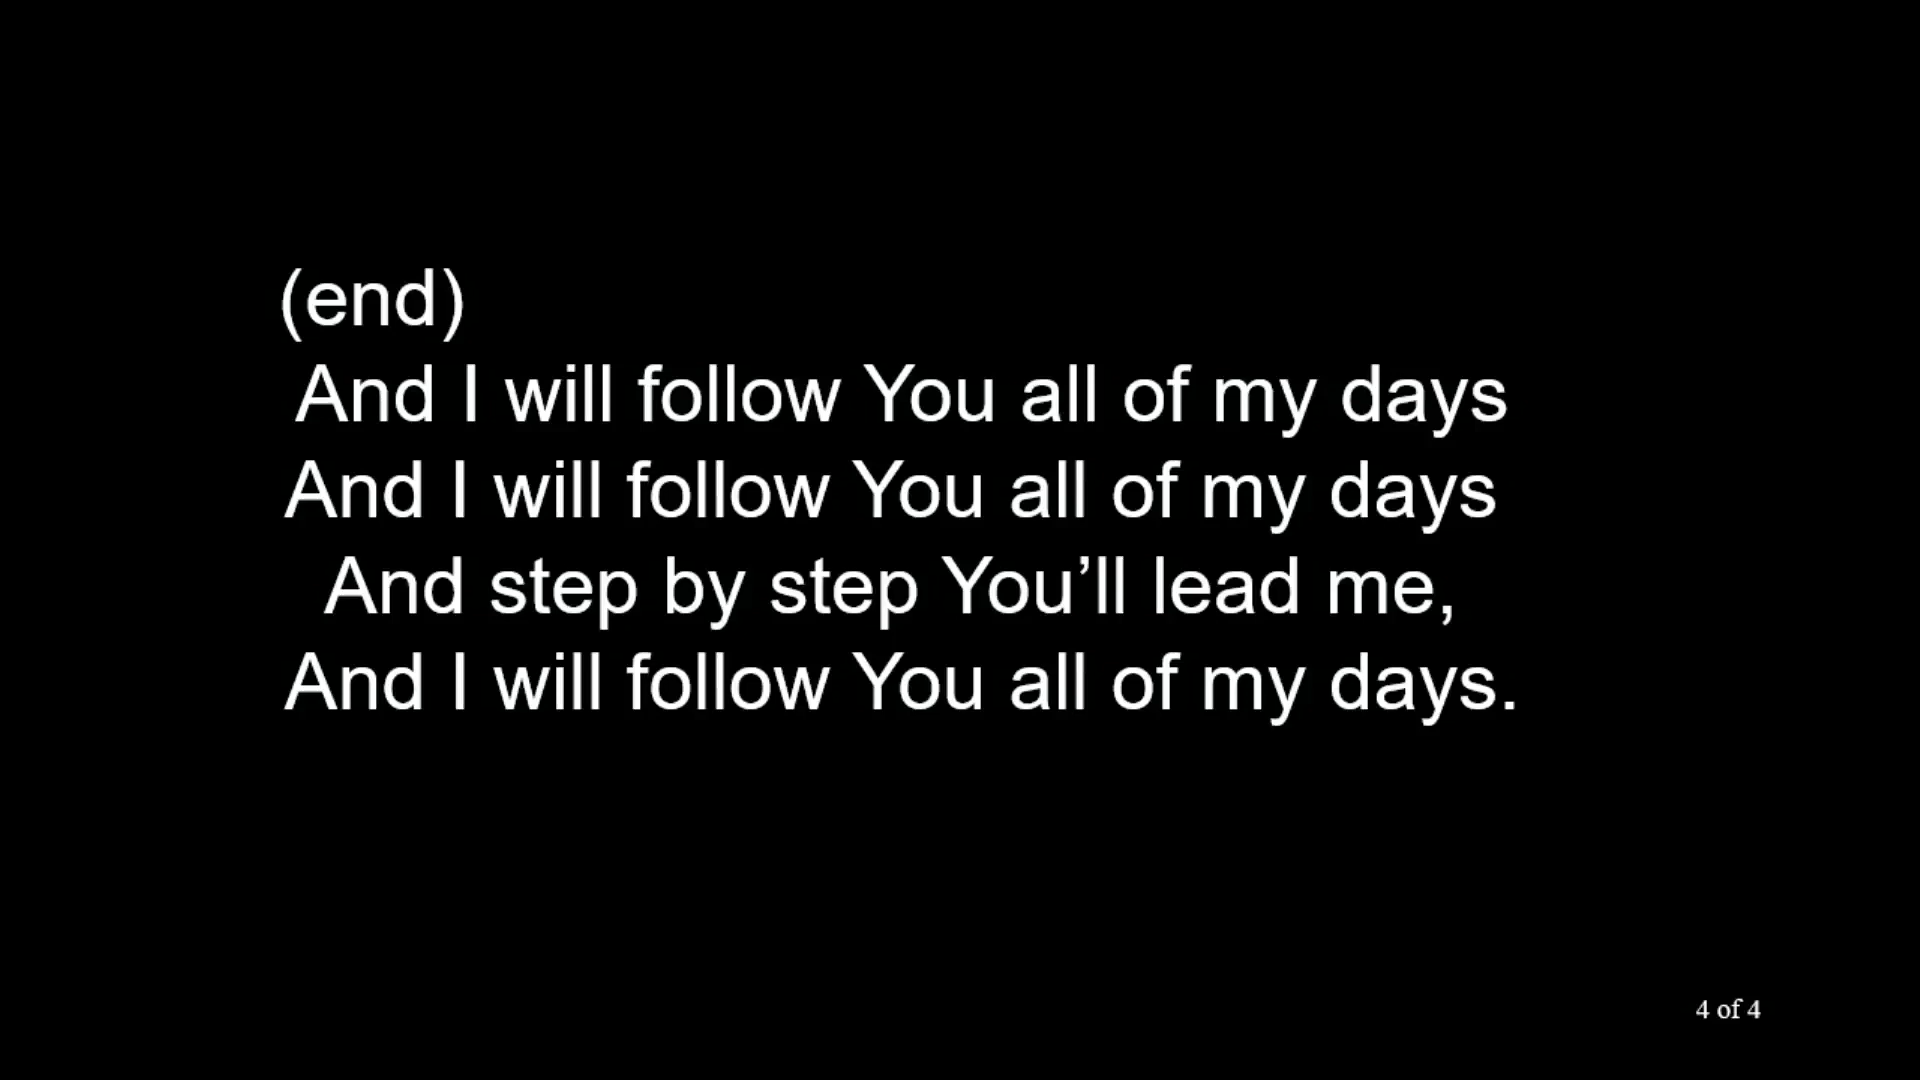 (end)
And I will follow You all of my days
And I will follow You all of my days
And step by step You’ll lead me,
And I will follow You all of my days.
4 of 4